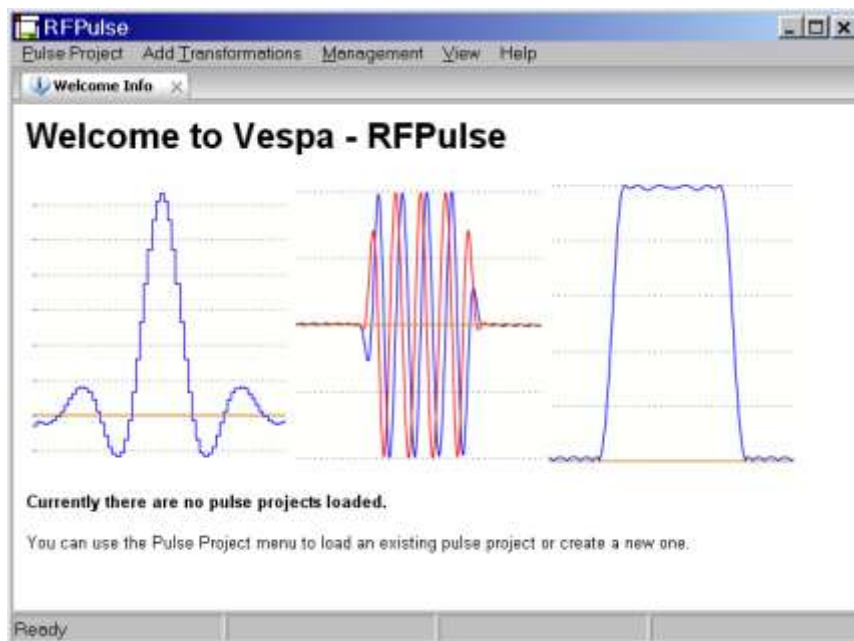 RFPulse
Pulse Project Add Transformations Management View Help
Welcome Info
Welcome to Vespa - RFPulse
Currently there are no pulse projects loaded.
You can use the Pulse Project menu to load an existing pulse project or create a new one.
Ready